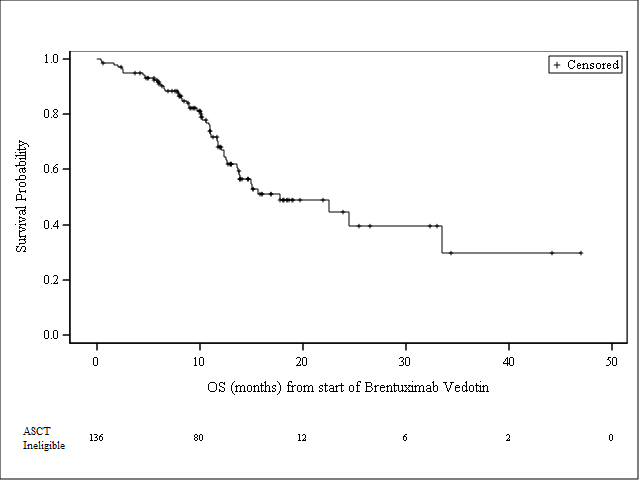 1.0
+ Censored
0.8
0.6
0.4
0.2
0.0
Survival Probability
0 10 20 30 40 50
OS (months) from start of Brentuximab Vedotin
ASCT
Ineligible
136 80 12 6 2 0